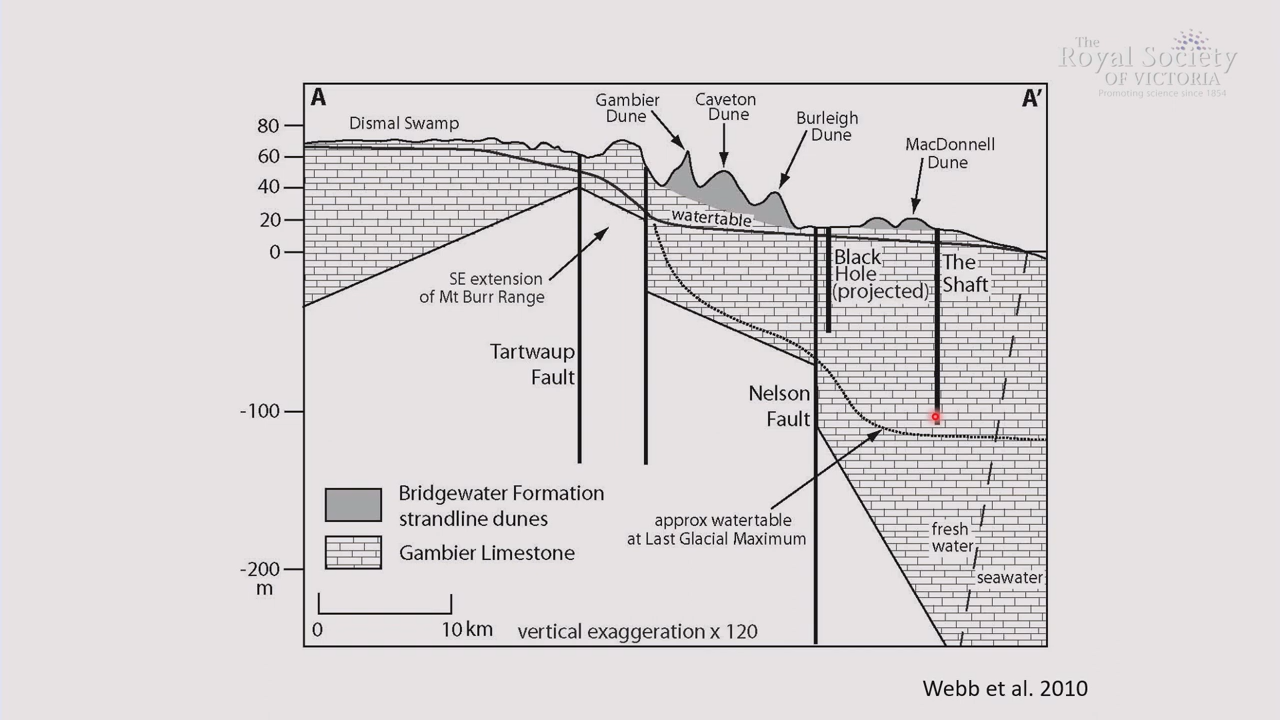 The
Royal Society
OF VICTORIA
Promoting science since 1854
A
A′
Gambier
Dune
Caveton
Dune
Burleigh
Dune
MacDonnell
Dune
Dismal Swamp
80
60
40
20
0
-100
-200
m
watertable
Black
Hole
(projected)
The
Shaft
SE extension
of Mt Burr Range
Tartwaup
Fault
Nelson
Fault
approx watertable
at Last Glacial Maximum
fresh
water
seawater
Bridgewater Formation
strandline dunes
Gambier Limestone
0
10 km
vertical exaggeration x 120
Webb et al. 2010